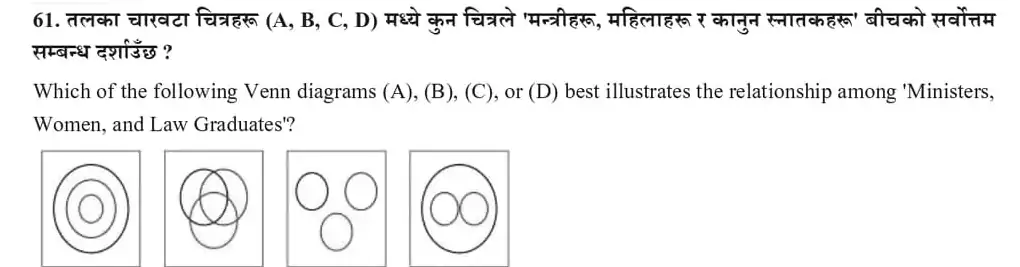 61. तलका चारवटा चित्रहरू (A, B, C, D) मध्ये कुन चित्रले 'मन्त्रीहरू, महिलाहरू र कानुन स्नातकहरू' बीचको सर्वोत्तम
सम्बन्ध दर्शाउँछ ?
Which of the following Venn diagrams (A), (B), (C), or (D) best illustrates the relationship among 'Ministers,
Women, and Law Graduates'?